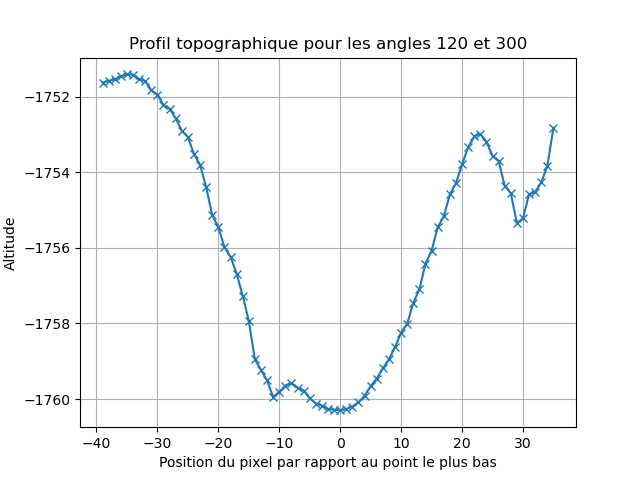 Profil topographique pour les angles 120 et 300
Altitude
−1752
−1754
−1756
−1758
−1760
−40 −30 −20 −10 0 10 20 30
Position du pixel par rapport au point le plus bas